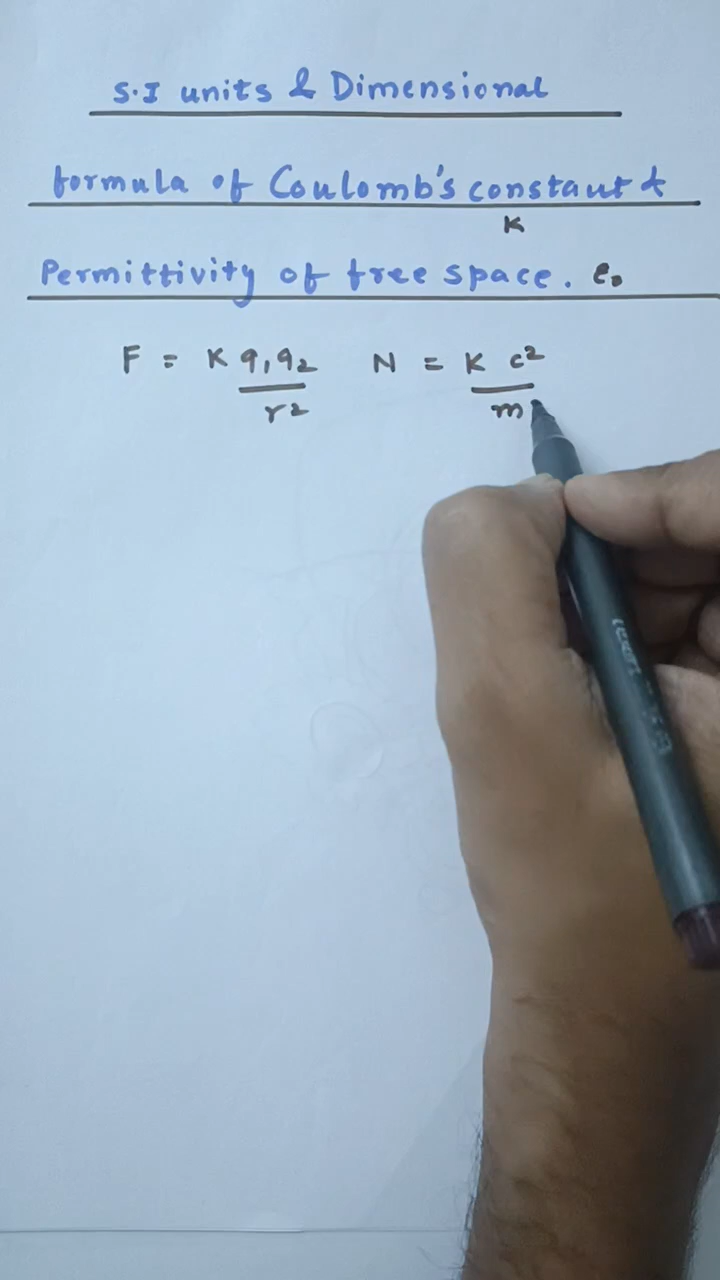 S.I units & Dimensional
formula of Coulomb's constant &
K
Permittivity of free space. ϵ₀
F = K q₁q₂ N = K c²
r² m